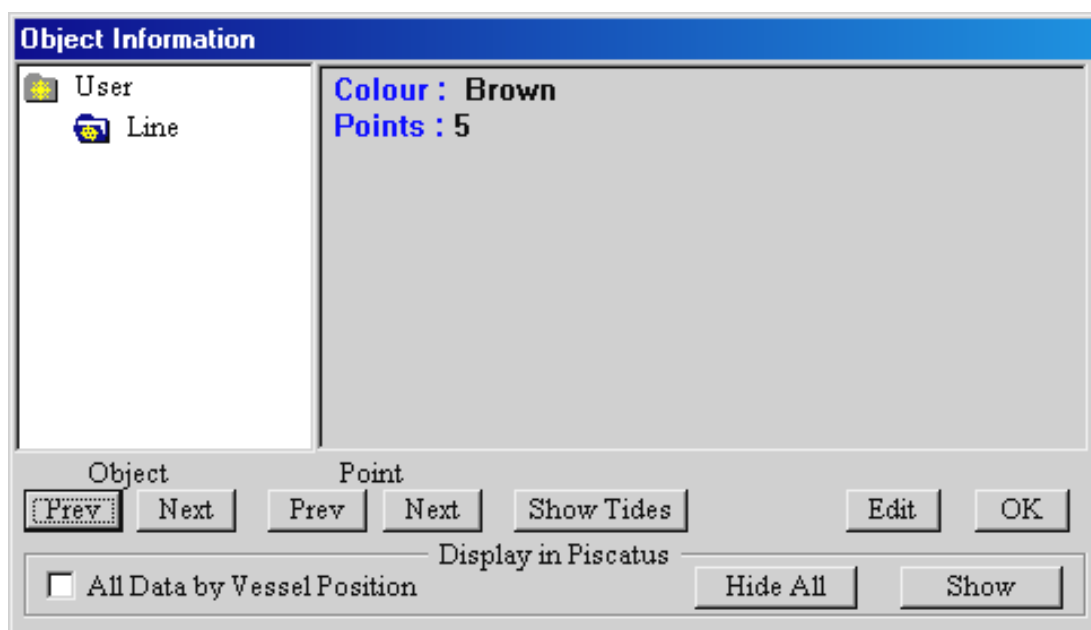 Object Information
User
Line
Colour : Brown
Points : 5
Object Point
Prev Next Prev Next Show Tides Edit OK
Display in Piscatus
All Data by Vessel Position Hide All Show